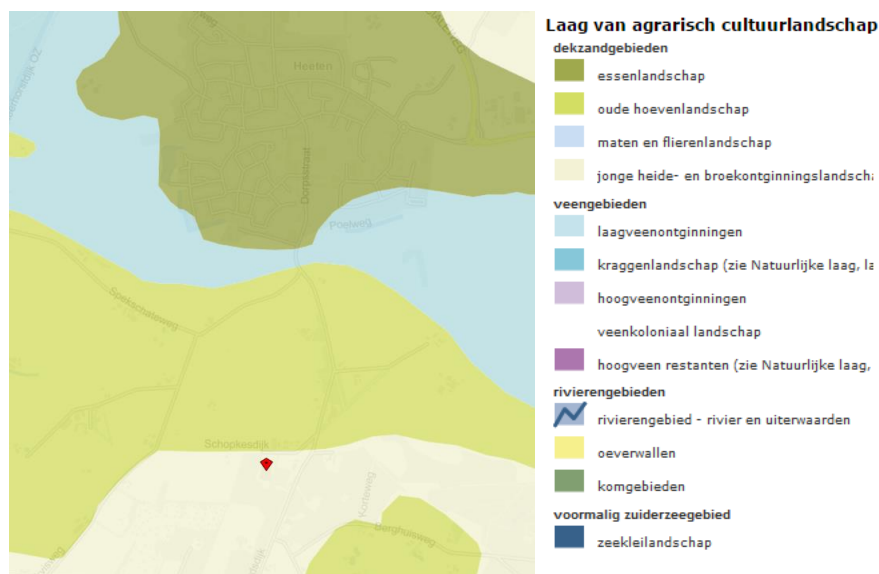 Laag van agrarisch cultuurlandschap
dekzandgebieden
essenlandschap
oude hoevenlandschap
maten en flierenlandschap
jonge heide- en broekontginningslandscha
veengebieden
laagveenontginningen
kraggenlandschap (zie Natuurlijke laag, la
hoogveenontginningen
veenkoloniaal landschap
hoogveen restanten (zie Natuurlijke laag,
rivierengebieden
rivierengebied - rivier en uiterwaarden
oeverwallen
komgebieden
voormalig zuiderzeegebied
zeekleilandschap
Heeten
Dorpsstraat
Poelweg
Spekschateweg
Schopkesdijk
Korteweg
Berghuisweg